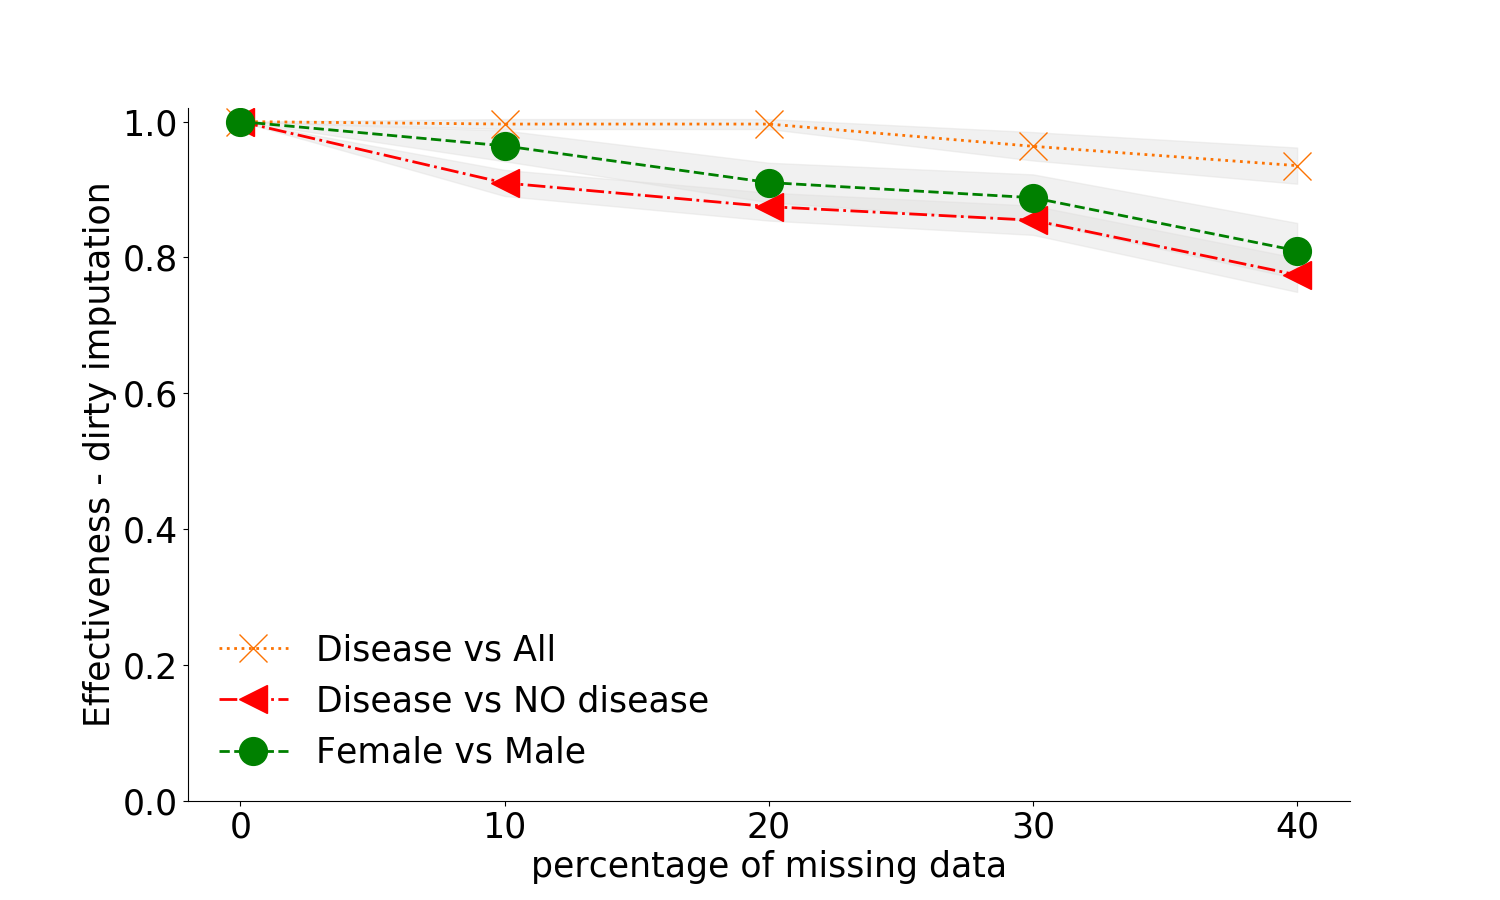 Effectiveness - dirty imputation
1.0
0.8
0.6
0.4
0.2
0.0
Disease vs All
Disease vs NO disease
Female vs Male
0 10 20 30 40
percentage of missing data